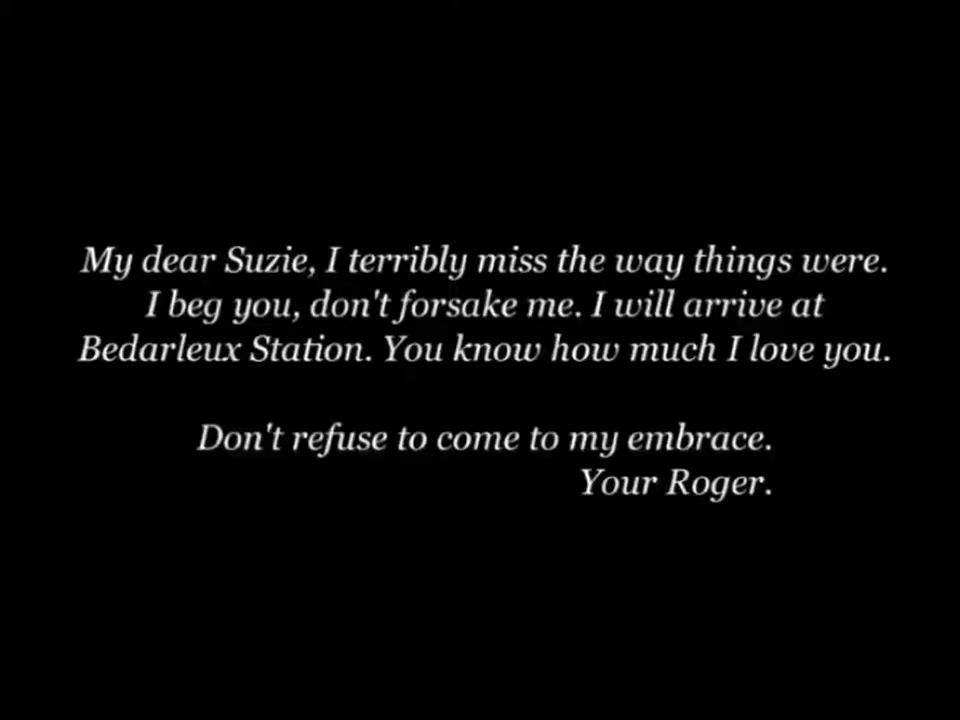 My dear Suzie, I terribly miss the way things were.
I beg you, don't forsake me. I will arrive at
Bedarleux Station. You know how much I love you.
Don't refuse to come to my embrace.
Your Roger.